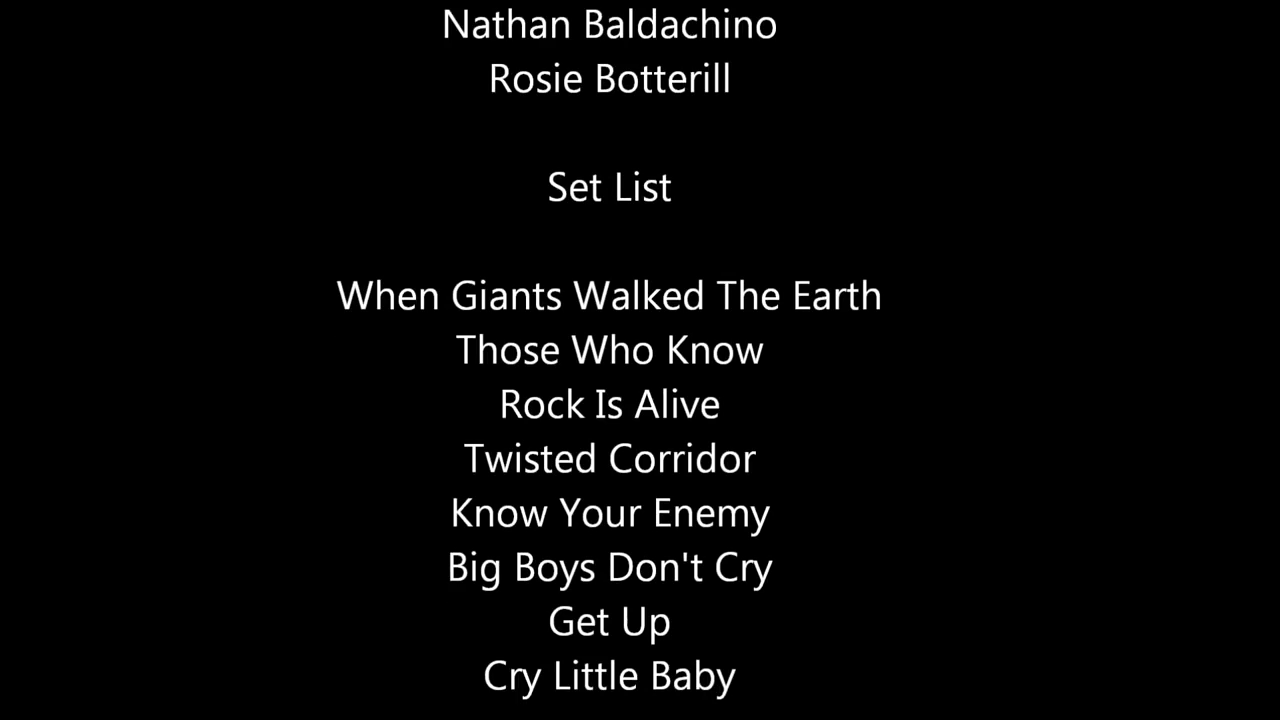 Nathan Baldachino
Rosie Botterill
Set List
When Giants Walked The Earth
Those Who Know
Rock Is Alive
Twisted Corridor
Know Your Enemy
Big Boys Don't Cry
Get Up
Cry Little Baby